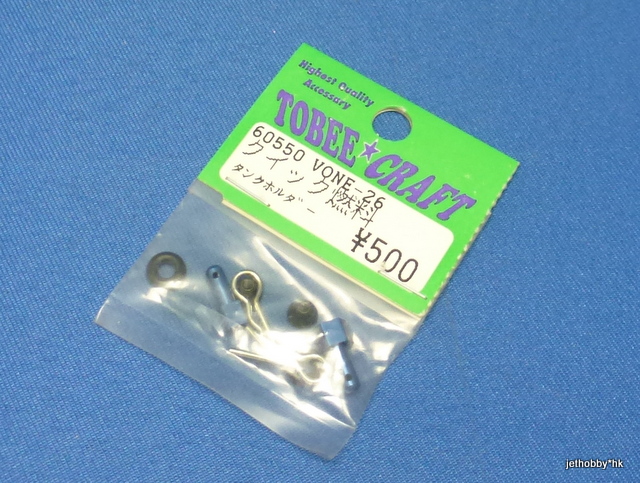 Highest Quality
Accessary
TOBEE★CRAFT
60550 VONE-26
クイック燃料
タンクホルダー
¥500
jethobby*hk